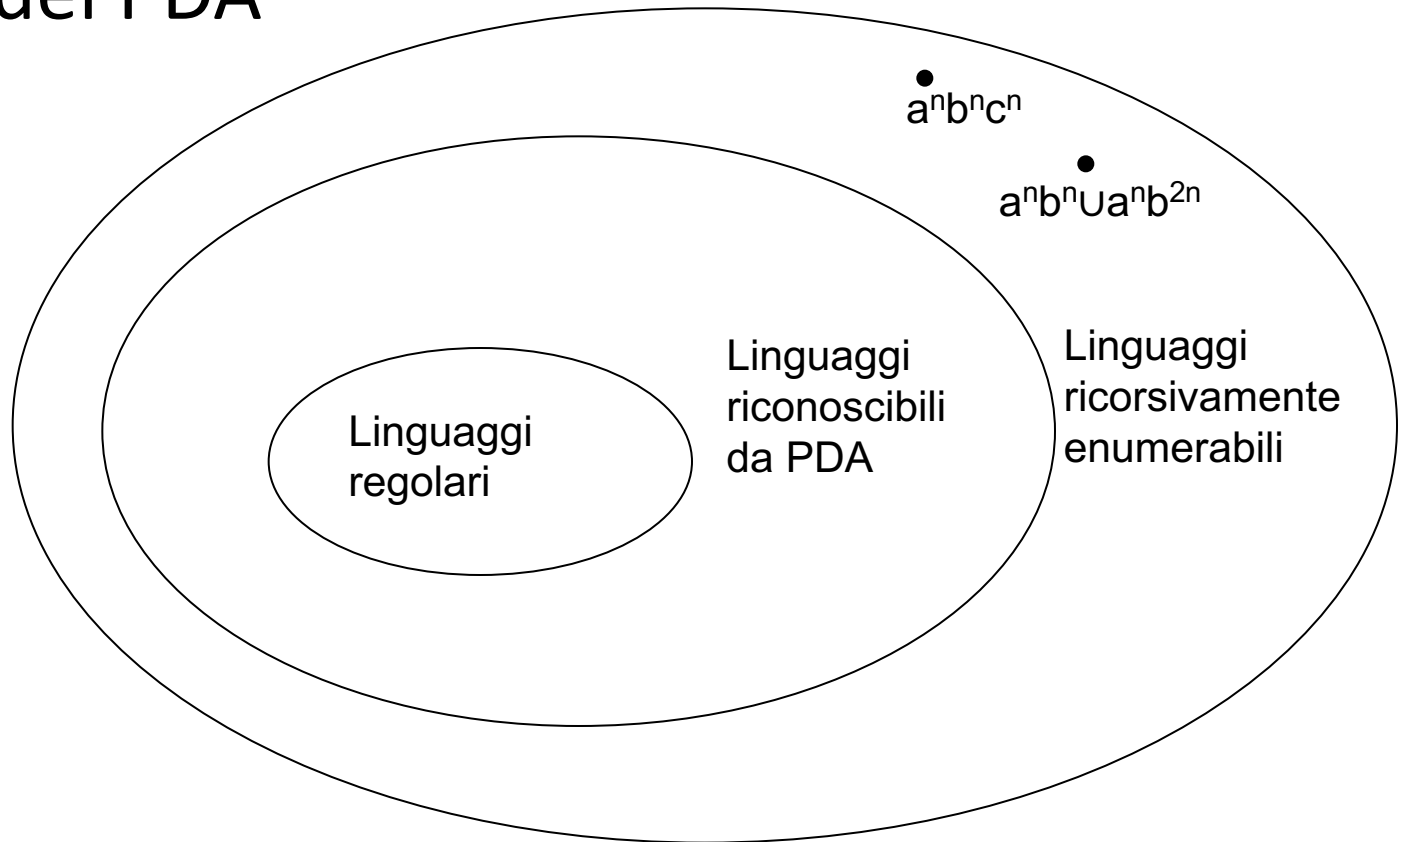 dei PDA
aⁿbⁿcⁿ
aⁿbⁿ∪aⁿb²ⁿ
Linguaggi
riconoscibili
da PDA
Linguaggi
ricorsivamente
enumerabili
Linguaggi
regolari